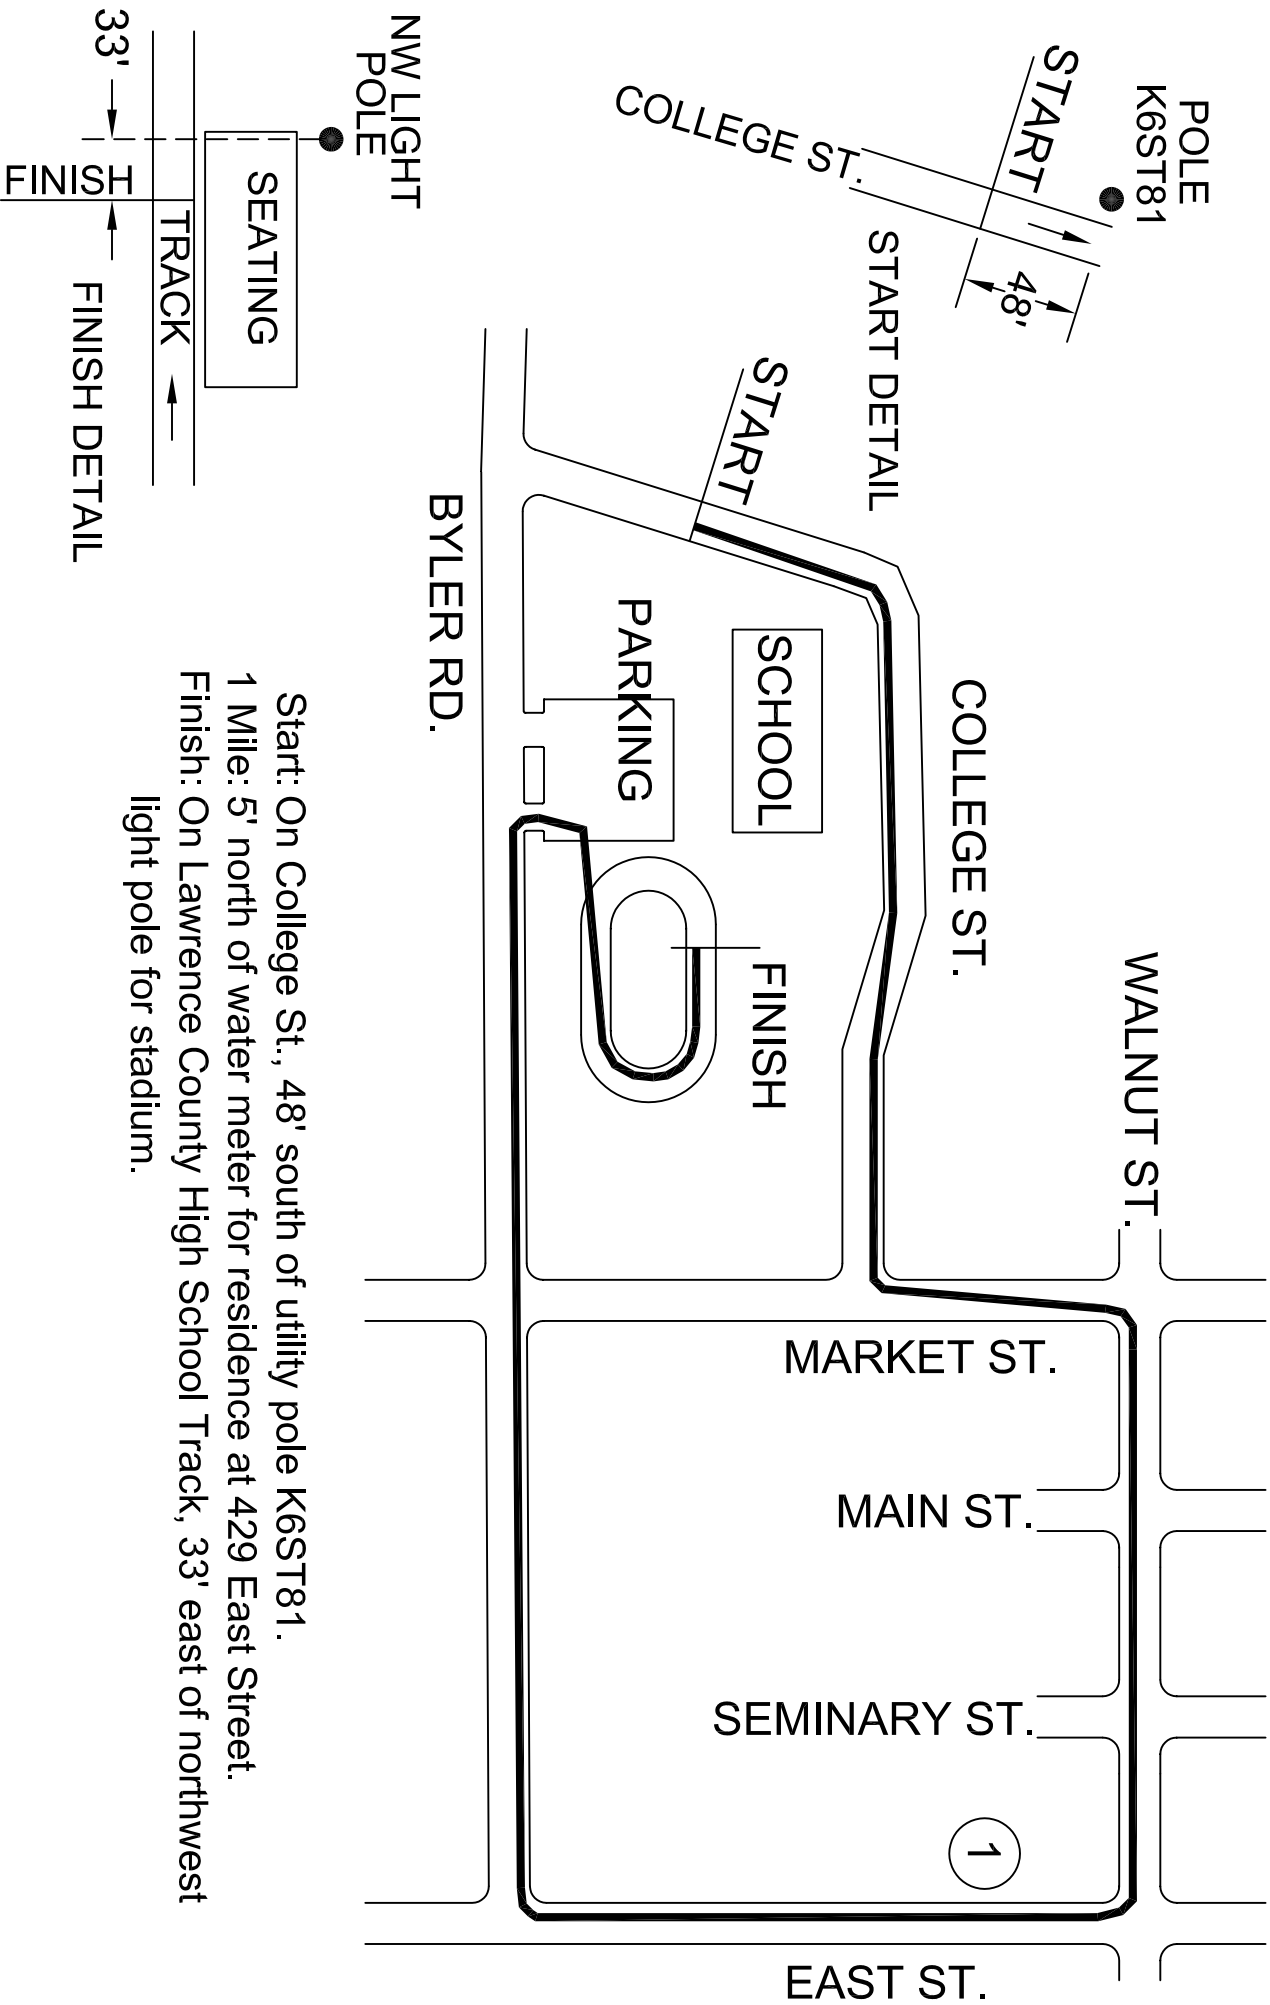 POLE
K6ST81
START
COLLEGE ST.
48'
START DETAIL
NW LIGHT
POLE
33'
SEATING
FINISH
TRACK
FINISH DETAIL
START
COLLEGE ST.
WALNUT ST.
SCHOOL
PARKING
FINISH
BYLER RD.
MARKET ST.
MAIN ST.
SEMINARY ST.
1
EAST ST.
Start: On College St., 48' south of utility pole K6ST81.
1 Mile: 5' north of water meter for residence at 429 East Street.
Finish: On Lawrence County High School Track, 33' east of northwest
light pole for stadium.